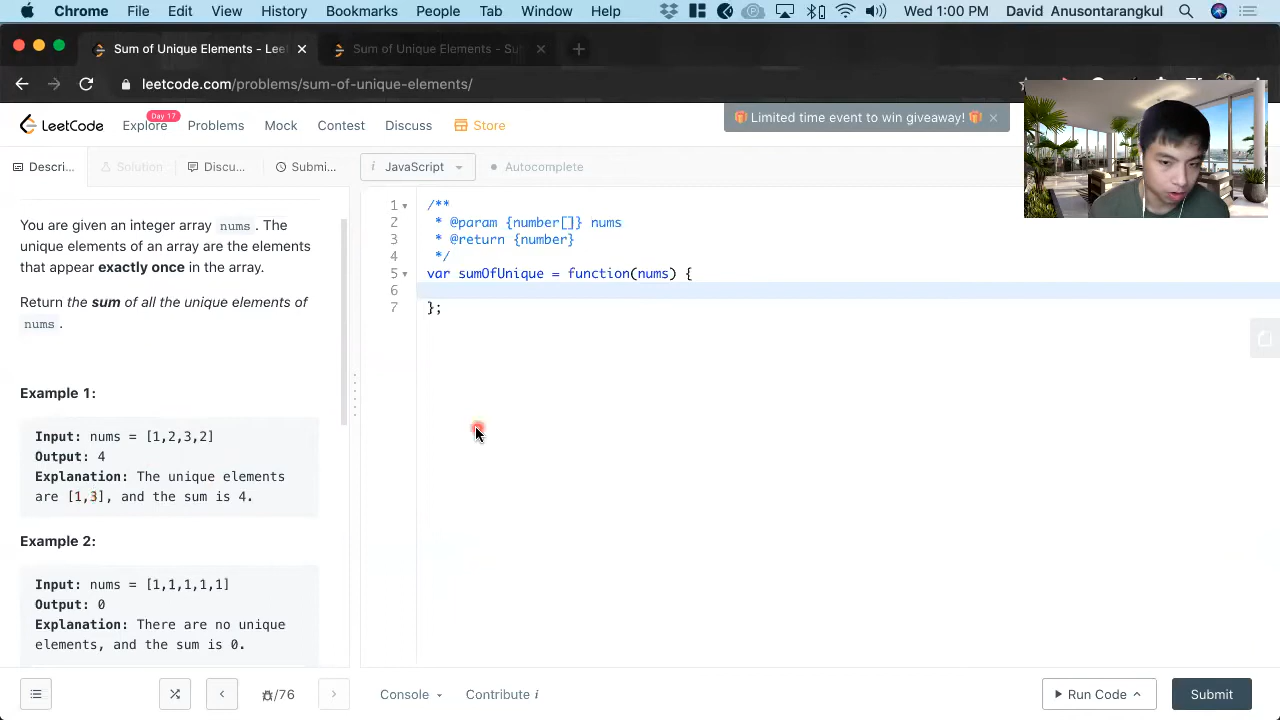 Chrome File Edit View History Bookmarks People Tab Window Help Wed 1:00 PM David Anusontarangkul
Sum of Unique Elements - Lee
Sum of Unique Elements - Su
leetcode.com/problems/sum-of-unique-elements/
LeetCode Explore Day 17 Problems Mock Contest Discuss Store
🎁 Limited time event to win giveaway! 🎁 ×
Descri... Solution Discu... Submi...
i JavaScript Autocomplete
You are given an integer array nums. The
unique elements of an array are the elements
that appear exactly once in the array.
Return the sum of all the unique elements of
nums.
Example 1:
Input: nums = [1,2,3,2]
Output: 4
Explanation: The unique elements
are [1,3], and the sum is 4.
Example 2:
Input: nums = [1,1,1,1,1]
Output: 0
Explanation: There are no unique
elements, and the sum is 0.
1 /**
2 * @param {number[]} nums
3 * @return {number}
4 */
5 var sumOfUnique = function(nums) {
6
7 };
/76
Console Contribute i
Run Code
Submit